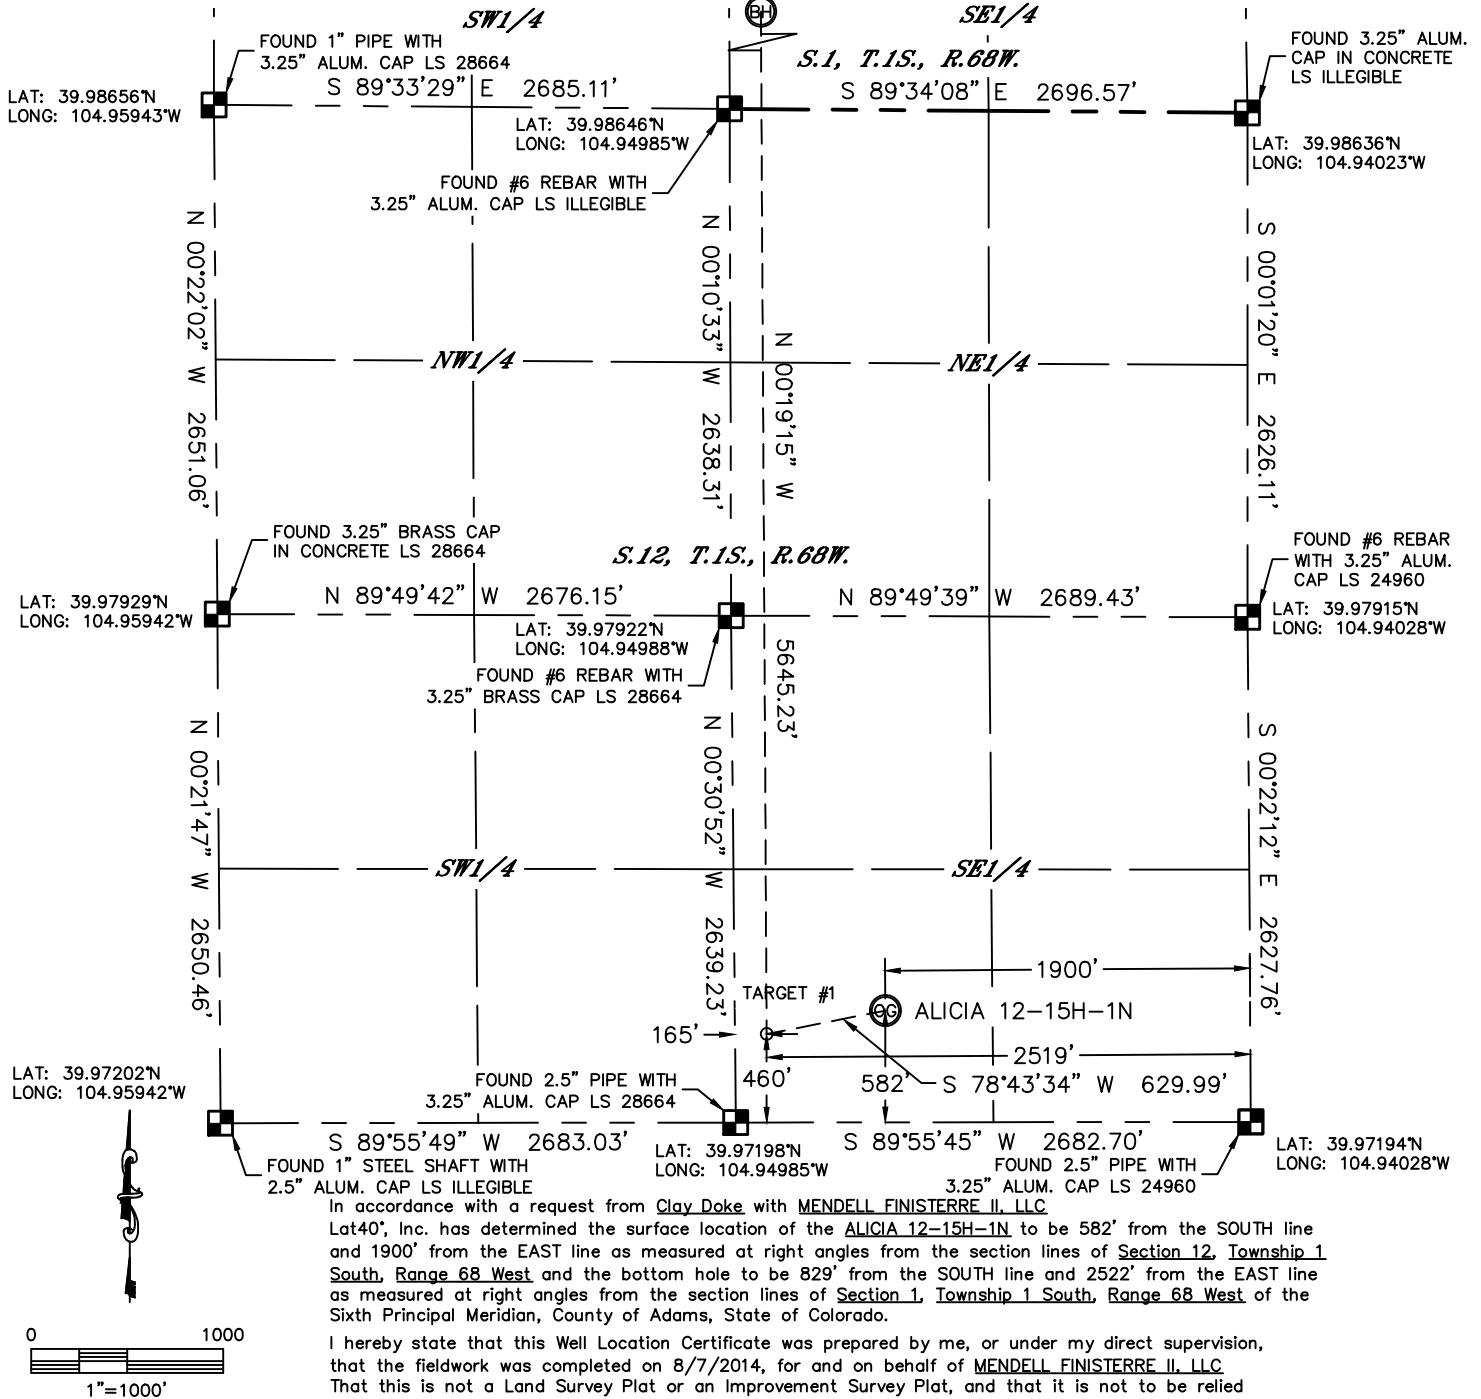 SW1/4
BH
SE1/4
FOUND 1" PIPE WITH
3.25" ALUM. CAP LS 28664
S.1, T.1S., R.68W.
FOUND 3.25" ALUM.
CAP IN CONCRETE
LS ILLEGIBLE
S 89°33'29" E 2685.11'
S 89°34'08" E 2696.57'
LAT: 39.98656°N
LONG: 104.95943°W
LAT: 39.98646°N
LONG: 104.94985°W
LAT: 39.98636°N
LONG: 104.94023°W
FOUND #6 REBAR WITH
3.25" ALUM. CAP LS ILLEGIBLE
N 00°22'02" W 2651.06'
N 00°10'33" W 2638.31'
N 00°19'15" W 5645.23'
S 00°01'20" E 2626.11'
NW1/4
NE1/4
FOUND 3.25" BRASS CAP
IN CONCRETE LS 28664
S.12, T.1S., R.68W.
FOUND #6 REBAR
WITH 3.25" ALUM.
CAP LS 24960
LAT: 39.97929°N
LONG: 104.95942°W
N 89°49'42" W 2676.15'
N 89°49'39" W 2689.43'
LAT: 39.97922°N
LONG: 104.94988°W
LAT: 39.97915°N
LONG: 104.94028°W
FOUND #6 REBAR WITH
3.25" BRASS CAP LS 28664
N 00°21'47" W 2650.46'
N 00°30'52" W 2639.23'
S 00°22'12" E 2627.76'
SW1/4
SE1/4
1900'
TARGET #1
OG
ALICIA 12-15H-1N
165'
2519'
460'
582'
S 78°43'34" W 629.99'
LAT: 39.97202°N
LONG: 104.95942°W
FOUND 2.5" PIPE WITH
3.25" ALUM. CAP LS 28664
S 89°55'49" W 2683.03'
S 89°55'45" W 2682.70'
LAT: 39.97198°N
LONG: 104.94985°W
LAT: 39.97194°N
LONG: 104.94028°W
FOUND 1" STEEL SHAFT WITH
2.5" ALUM. CAP LS ILLEGIBLE
FOUND 2.5" PIPE WITH
3.25" ALUM. CAP LS 24960
In accordance with a request from Clay Doke with MENDELL FINISTERRE II, LLC
Lat40°, Inc. has determined the surface location of the ALICIA 12-15H-1N to be 582' from the SOUTH line
and 1900' from the EAST line as measured at right angles from the section lines of Section 12, Township 1
South, Range 68 West and the bottom hole to be 829' from the SOUTH line and 2522' from the EAST line
as measured at right angles from the section lines of Section 1, Township 1 South, Range 68 West of the
Sixth Principal Meridian, County of Adams, State of Colorado.
I hereby state that this Well Location Certificate was prepared by me, or under my direct supervision,
that the fieldwork was completed on 8/7/2014, for and on behalf of MENDELL FINISTERRE II, LLC
That this is not a Land Survey Plat or an Improvement Survey Plat, and that it is not to be relied
0 1000
1"=1000'